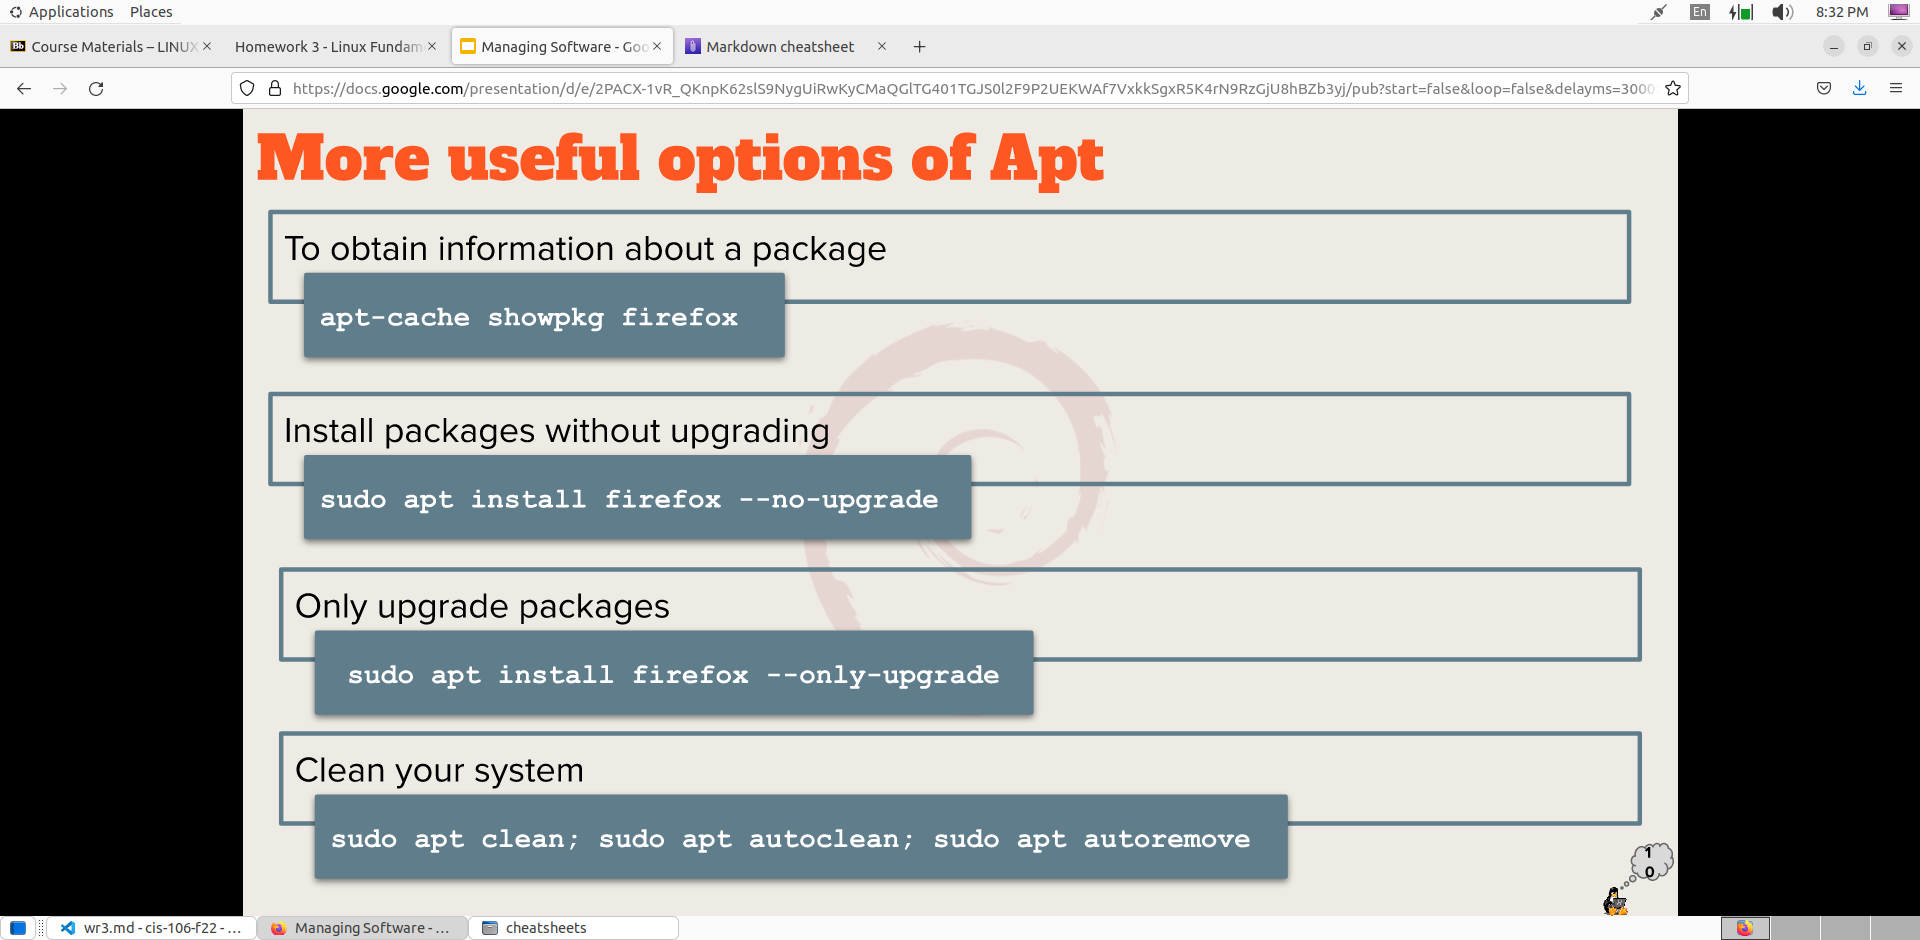 Applications Places
En
8:32 PM
Bb Course Materials – LINUX
Homework 3 - Linux Fundam
Managing Software - Goo
Markdown cheatsheet
https://docs.google.com/presentation/d/e/2PACX-1vR_QKnpK62slS9NygUiRwKyCMaQGlTG401TGJS0l2F9P2UEKWAf7VxkkSgxR5K4rN9RzGjU8hBZb3yj/pub?start=false&loop=false&delayms=3000
More useful options of Apt
To obtain information about a package
apt-cache showpkg firefox
Install packages without upgrading
sudo apt install firefox --no-upgrade
Only upgrade packages
sudo apt install firefox --only-upgrade
Clean your system
sudo apt clean; sudo apt autoclean; sudo apt autoremove
1
0
wr3.md - cis-106-f22 - ...
Managing Software - ...
cheatsheets